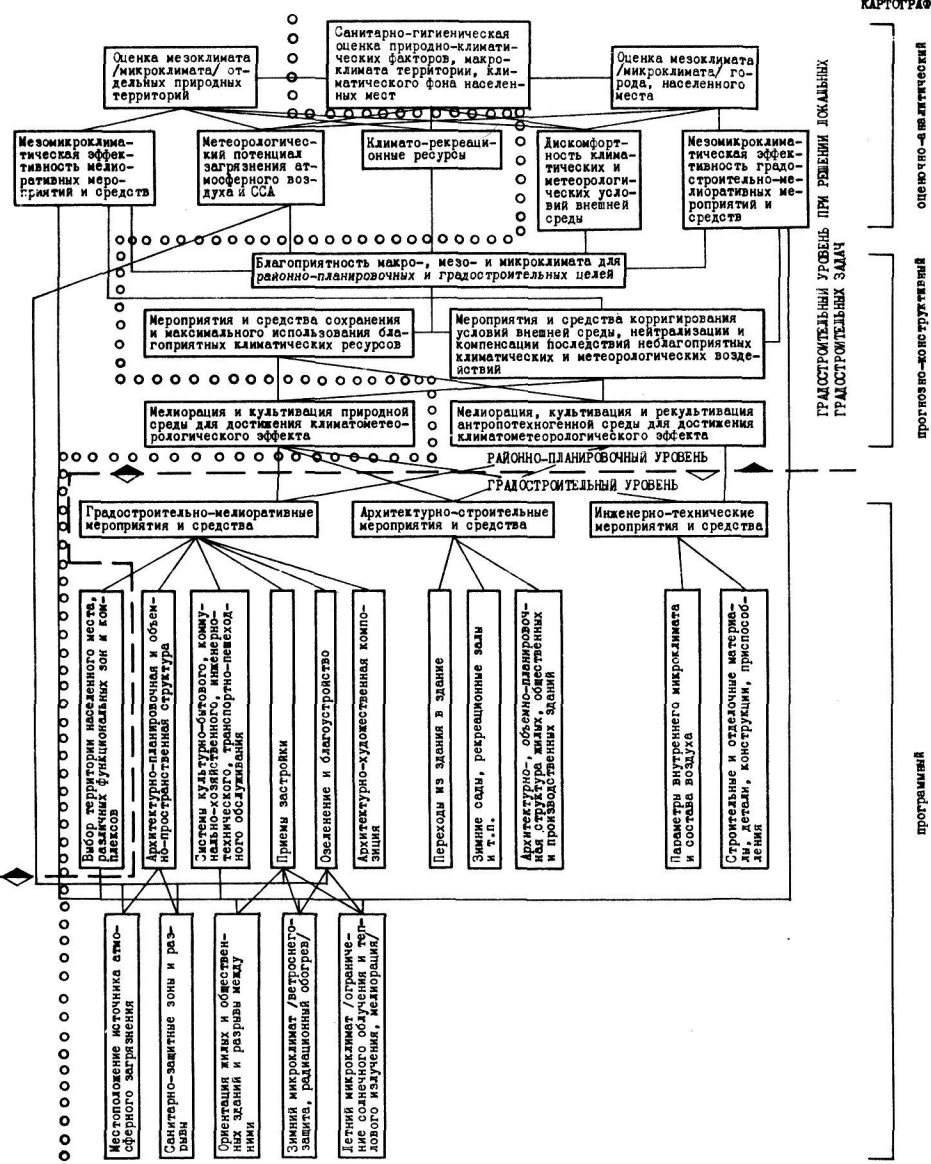 КАРТОГРАФ
Оценка мезоклимата
/микроклимата/ от-
дельных природных
территорий
Санитарно-гигиеническая
оценка природно-климати-
ческих факторов, макро-
климата территории, кли-
матического фона населен-
ных мест
Оценка мезоклимата
/микроклимата/ го-
рода, населенного
места
Мезомикроклима-
тическая эффек-
тивность мелио-
ративных меро-
приятий и средств
Метеорологичес-
кий потенциал
загрязнения ат-
мосферного воз-
духа и ССА
Климато-рекреаци-
онные ресурсы
Дискомфорт-
ность клима-
тических и
метеорологи-
ческих усло-
вий внешней
среды
Мезомикроклима-
тическая эффек-
тивность градо-
строительно-ме-
лиоративных ме-
роприятий и
средств
Благоприятность макро-, мезо- и микроклимата для
районно-планировочных и градостроительных целей
Мероприятия и средства сохранения
и максимального использования бла-
гоприятных климатических ресурсов
Мероприятия и средства корригирования
условий внешней среды, нейтрализации и
компенсации последствий неблагоприятных
климатических и метеорологических воздей-
ствий
Мелиорация и культивация природной
среды для достижения климатометео-
рологического эффекта
Мелиорация, культивация и рекультивация
антропотехногенной среды для достижения
климатометеорологического эффекта
РАЙОННО-ПЛАНИРОВОЧНЫЙ УРОВЕНЬ
ГРАДОСТРОИТЕЛЬНЫЙ УРОВЕНЬ
Градостроительно-мелиоративные
мероприятия и средства
Архитектурно-строительные
мероприятия и средства
Инженерно-технические
мероприятия и средства
Выбор территории населенного места,
различных функциональных зон и ком-
плексов
Архитектурно-планировочная и объем-
но-пространственная структура
Системы культурно-бытового, комму-
нально-хозяйственного, инженерно-
технического, транспортно-пешеход-
ного обслуживания
Приемы застройки
Озеленение и благоустройство
Архитектурно-художественная компо-
зиция
Переходы из здания в здание
Зимние сады, рекреационные залы
и т.п.
Архитектурно-, объемно-планировоч-
ная структура жилых, общественных
и производственных зданий
Параметры внутреннего микроклимата
и состава воздуха
Строительные и отделочные материа-
лы, детали, конструкции, приспособ-
ления
Местоположение источника атмо-
сферного загрязнения
Санитарно-защитные зоны и раз-
рывы
Ориентация жилых и обществен-
ных зданий и разрывы между
ними
Зимний микроклимат /ветроснего-
защита, радиационный обогрев/
Летний микроклимат /ограниче-
ние солнечного облучения и теп-
лового излучения, мелиорация/
ГРАДОСТРОИТЕЛЬНЫЙ УРОВЕНЬ ПРИ РЕШЕНИИ ЛОКАЛЬНЫХ
ГРАДОСТРОИТЕЛЬНЫХ ЗАДАЧ
оценочно-аналитический
прогнозно-конструктивный
программный